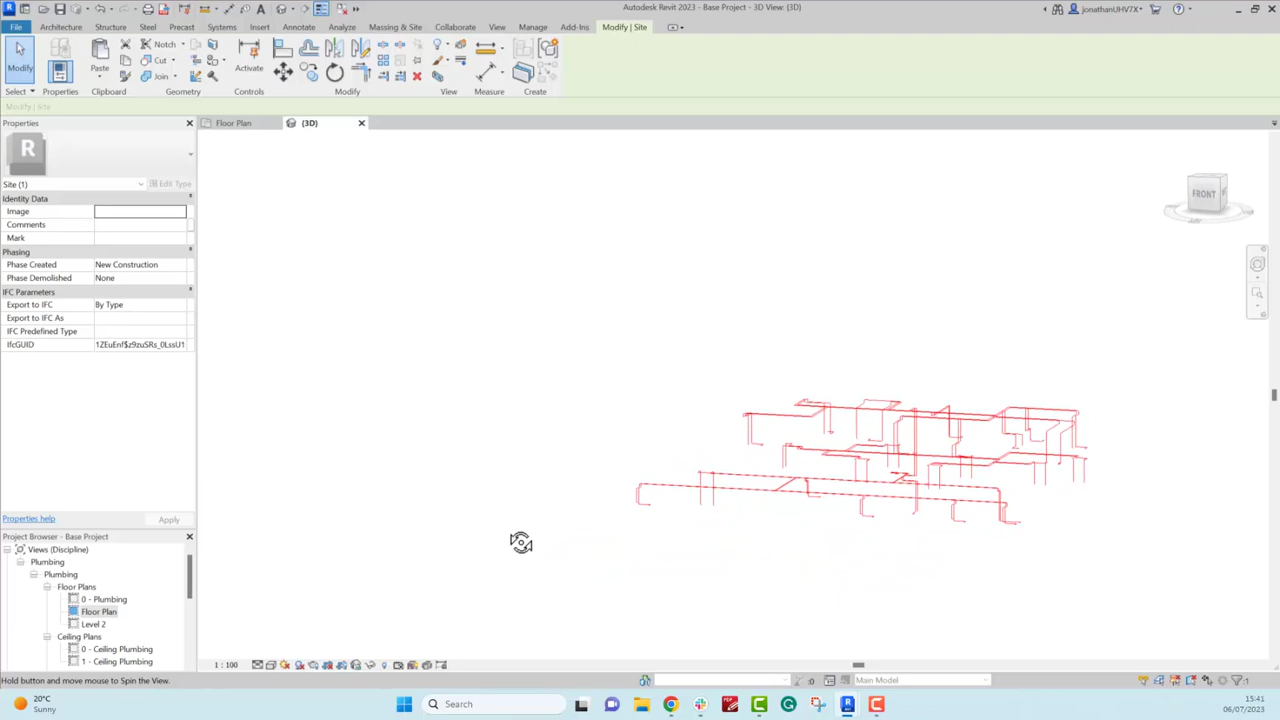 Autodesk Revit 2023 - Base Project - 3D View: {3D}
jonathanUHV7X
File Architecture Structure Steel Precast Systems Insert Annotate Analyze Massing & Site Collaborate View Manage Add-Ins Modify | Site
Modify Notch
Cut
Paste Join Activate
Select Properties Clipboard Geometry Controls Modify View Measure Create
Modify | Site
Properties
Floor Plan
{3D}
R
Site (1) Edit Type
Identity Data
Image
Comments
Mark
Phasing
Phase Created New Construction
Phase Demolished None
IFC Parameters
Export to IFC By Type
Export to IFC As
IFC Predefined Type
IfcGUID 1ZEuEnf$z9zuSRs_0LssU1
FRONT
Properties help Apply
Project Browser - Base Project
Views (Discipline)
Plumbing
Plumbing
Floor Plans
0 - Plumbing
Floor Plan
Level 2
Ceiling Plans
0 - Ceiling Plumbing
1 - Ceiling Plumbing
1 : 100
Hold button and move mouse to Spin the View.
:0
Main Model
:1
20°C
Sunny
Search
15:41
06/07/2023